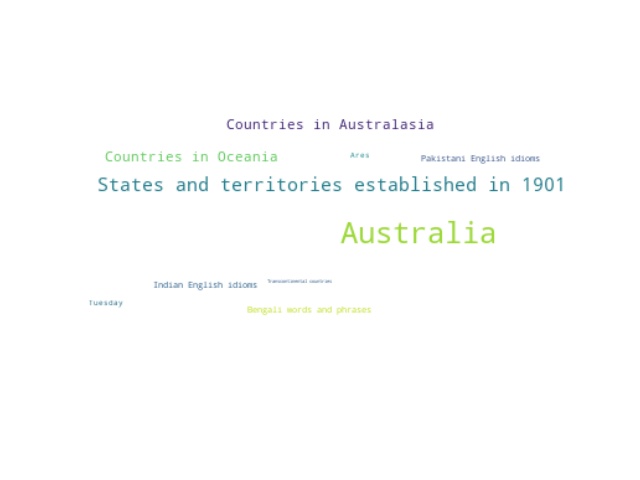 Countries in Australasia
Countries in Oceania
Ares
Pakistani English idioms
States and territories established in 1901
Australia
Indian English idioms
Transcontinental countries
Tuesday
Bengali words and phrases